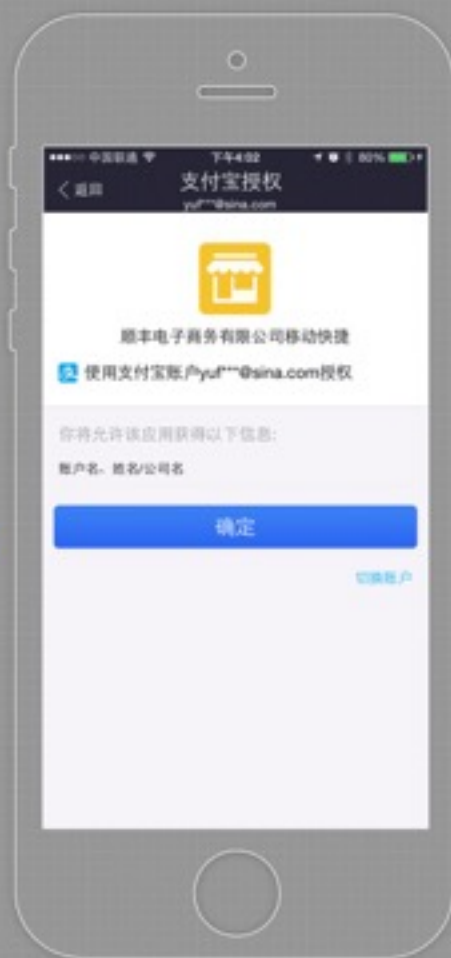 中国联通 下午4:02 80%
返回 支付宝授权
yuf***@sina.com
顺丰电子商务有限公司移动快捷
使用支付宝账户yuf***@sina.com授权
你将允许该应用获得以下信息:
账户名、姓名/公司名
确定
切换账户